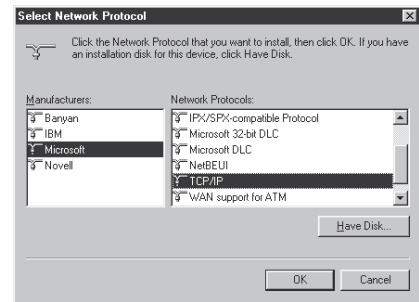 Select Network Protocol
Click the Network Protocol that you want to install, then click OK. If you have
an installation disk for this device, click Have Disk.
Manufacturers:
Banyan
IBM
Microsoft
Novell
Network Protocols:
IPX/SPX-compatible Protocol
Microsoft 32-bit DLC
Microsoft DLC
NetBEUI
TCP/IP
WAN support for ATM
Have Disk...
OK
Cancel